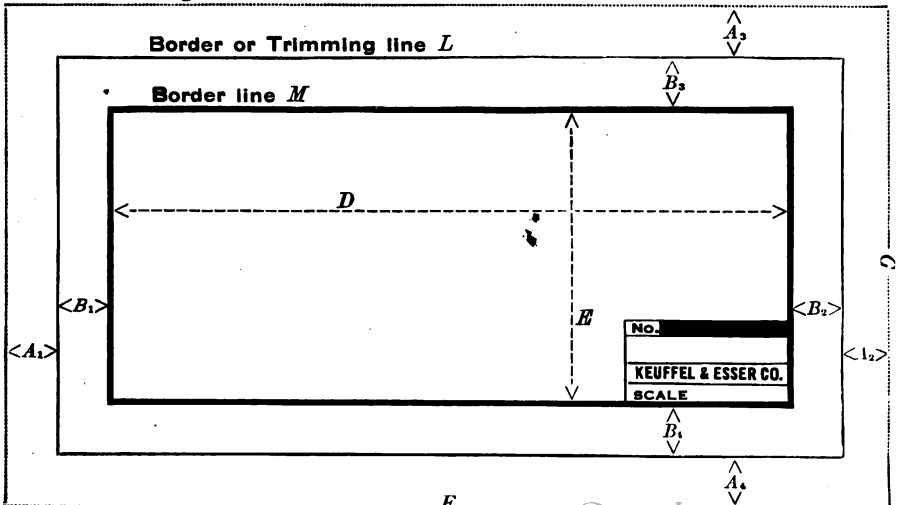 A₃
Border or Trimming line L
B₃
Border line M
D
G
B₁
E
B₂
No.
A₁
KEUFFEL & ESSER CO.
SCALE
B₄
A₄